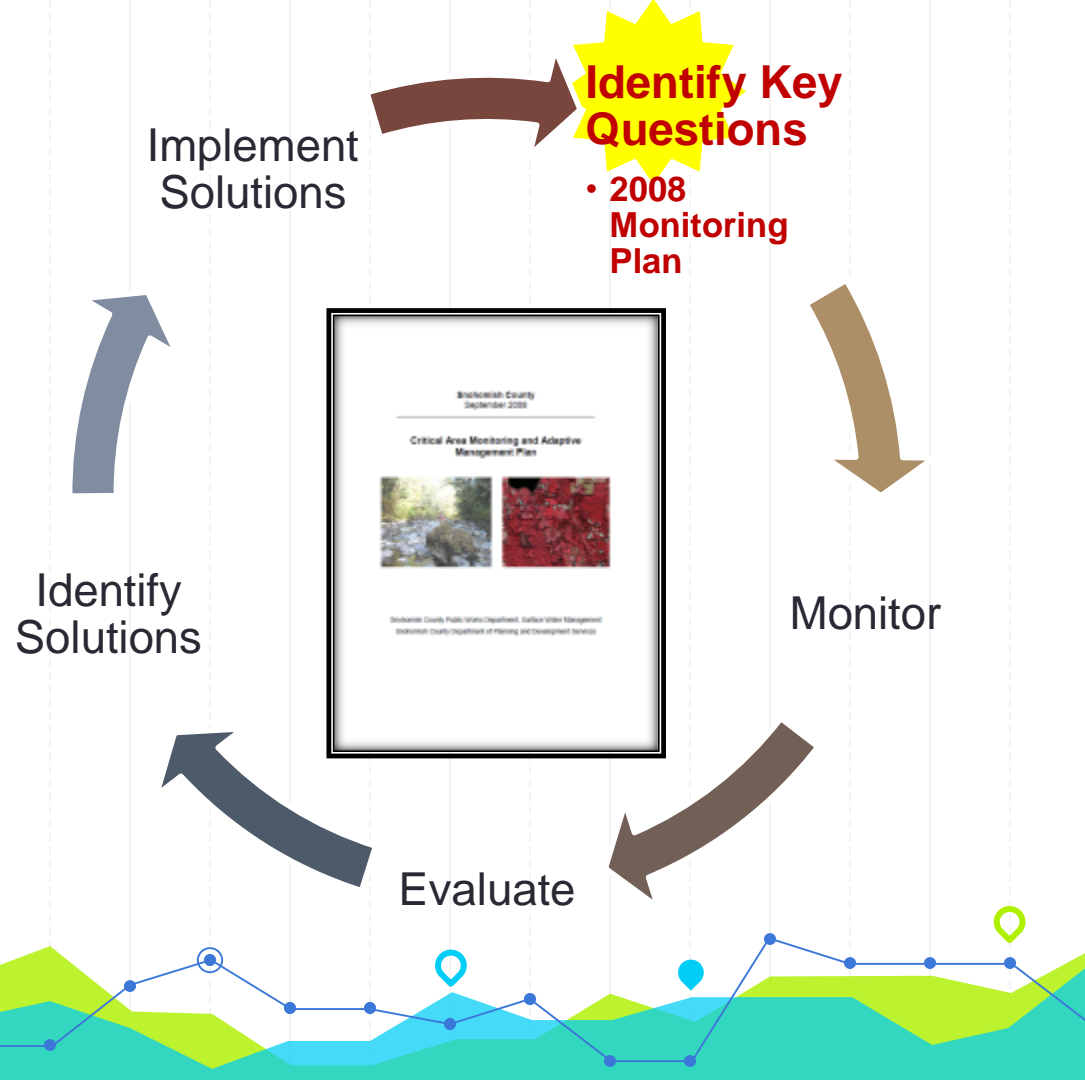 Identify Key
Questions
• 2008
Monitoring
Plan
Implement
Solutions
Monitor
Evaluate
Identify
Solutions
Snohomish County
September 2008
Critical Area Monitoring and Adaptive
Management Plan
Snohomish County Public Works Department, Surface Water Management
Snohomish County Department of Planning and Development Services